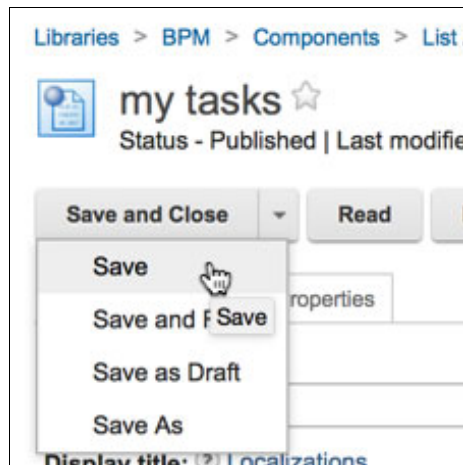 Libraries > BPM > Components > List
my tasks
Status - Published | Last modifie
Save and Close
Read
Save
roperties
Save and
Save
Save as Draft
Save As
Display title: [?] Localizations